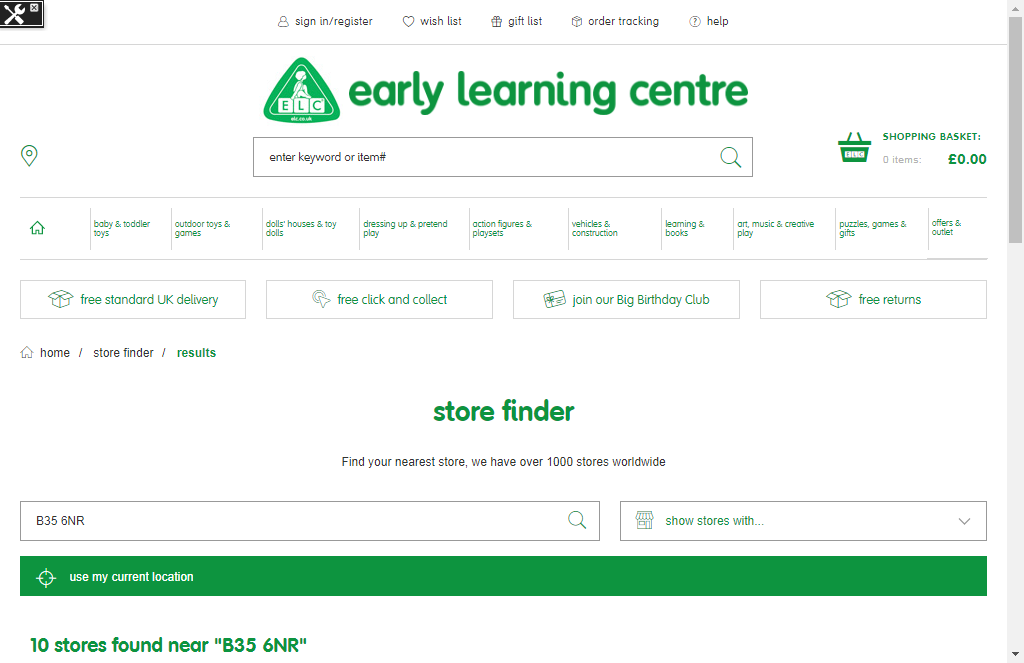 sign in/register wish list gift list order tracking help
ELC
elc.co.uk
early learning centre
enter keyword or item#
SHOPPING BASKET:
ELC
0 items: £0.00
baby & toddler toys
outdoor toys & games
dolls' houses & toy dolls
dressing up & pretend play
action figures & playsets
vehicles & construction
learning & books
art, music & creative play
puzzles, games & gifts
offers & outlet
free standard UK delivery
free click and collect
join our Big Birthday Club
free returns
home / store finder / results
store finder
Find your nearest store, we have over 1000 stores worldwide
B35 6NR
show stores with...
use my current location
10 stores found near "B35 6NR"